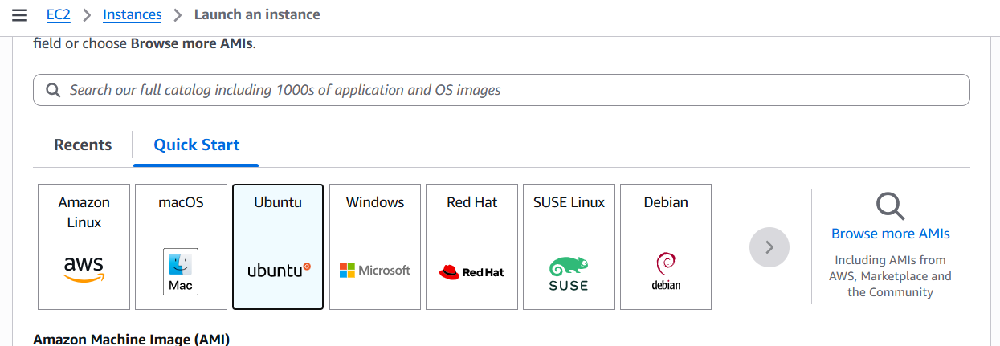 EC2 > Instances > Launch an instance
field or choose Browse more AMIs.
Search our full catalog including 1000s of application and OS images
Recents
Quick Start
Amazon
Linux
aws
macOS
Mac
Ubuntu
ubuntu
Windows
Microsoft
Red Hat
Red Hat
SUSE Linux
SUSE
Debian
debian
Browse more AMIs
Including AMIs from
AWS, Marketplace and
the Community
Amazon Machine Image (AMI)